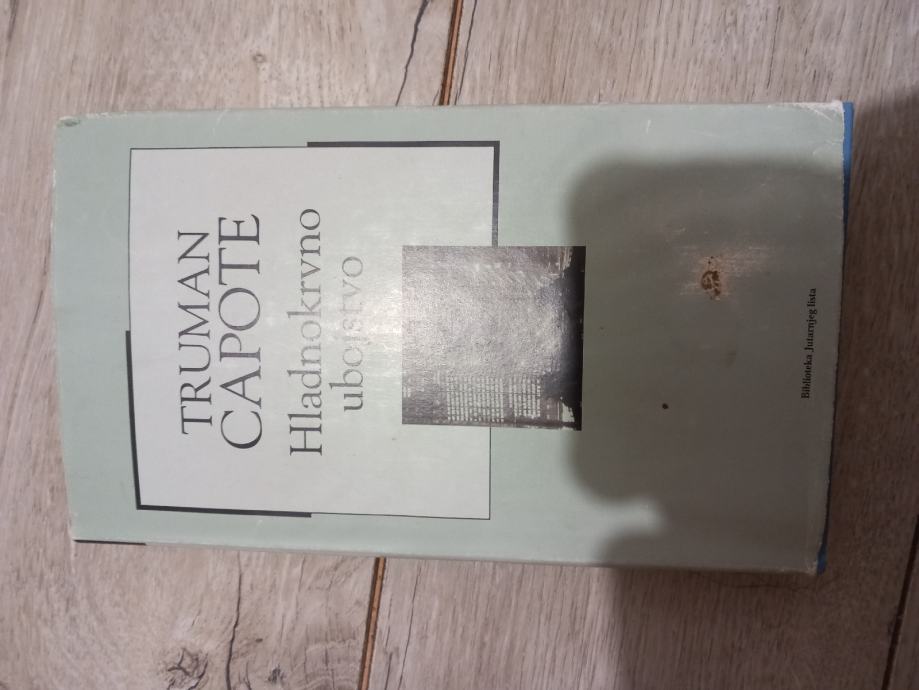 TRUMAN
CAPOTE
Hladnokrvno
ubojstvo
Biblioteka Jutarnjeg lista